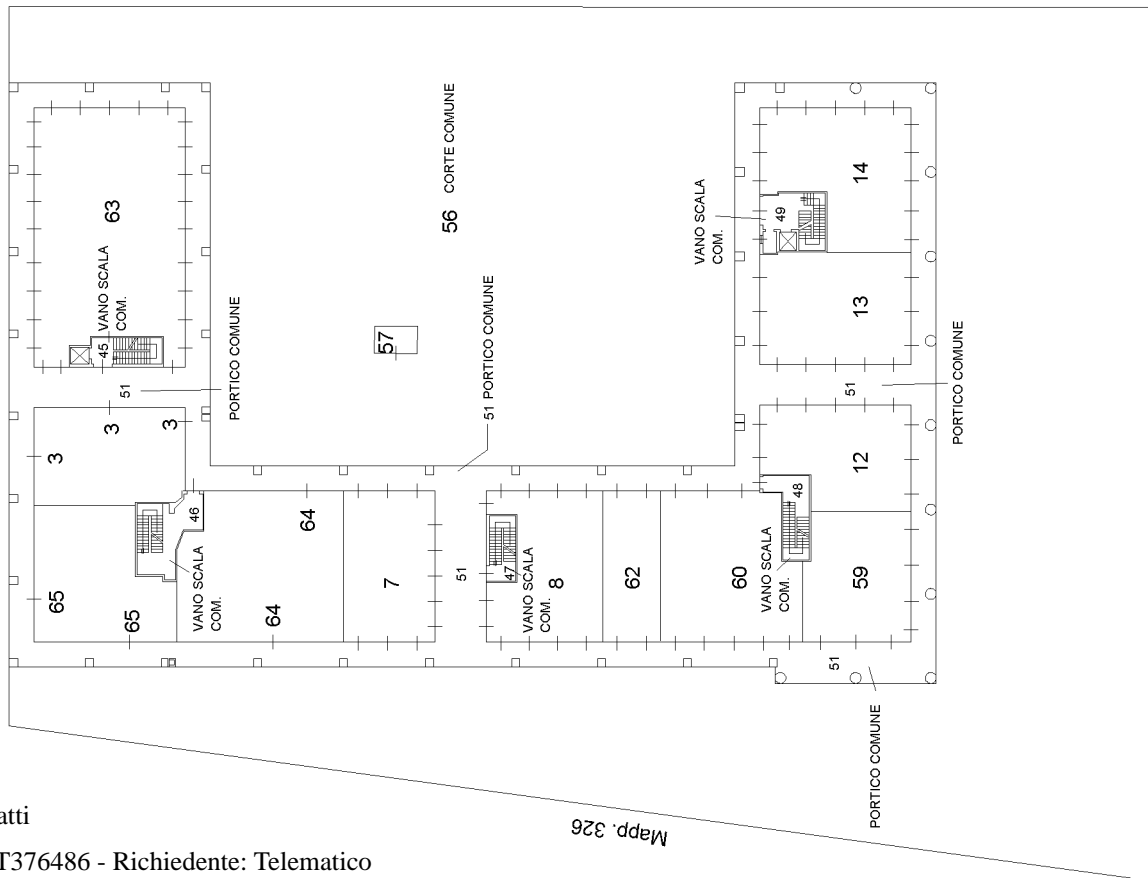 56 CORTE COMUNE
63
VANO SCALA
COM.
45
51
PORTICO COMUNE
57
51 PORTICO COMUNE
14
VANO SCALA
COM.
49
13
51
PORTICO COMUNE
3
3
3
46
VANO SCALA
COM.
65
65
64
64
7
51
47
VANO SCALA
COM.
8
62
60
VANO SCALA
COM.
48
12
59
51
PORTICO COMUNE
Mapp. 326
atti
T376486 - Richiedente: Telematico